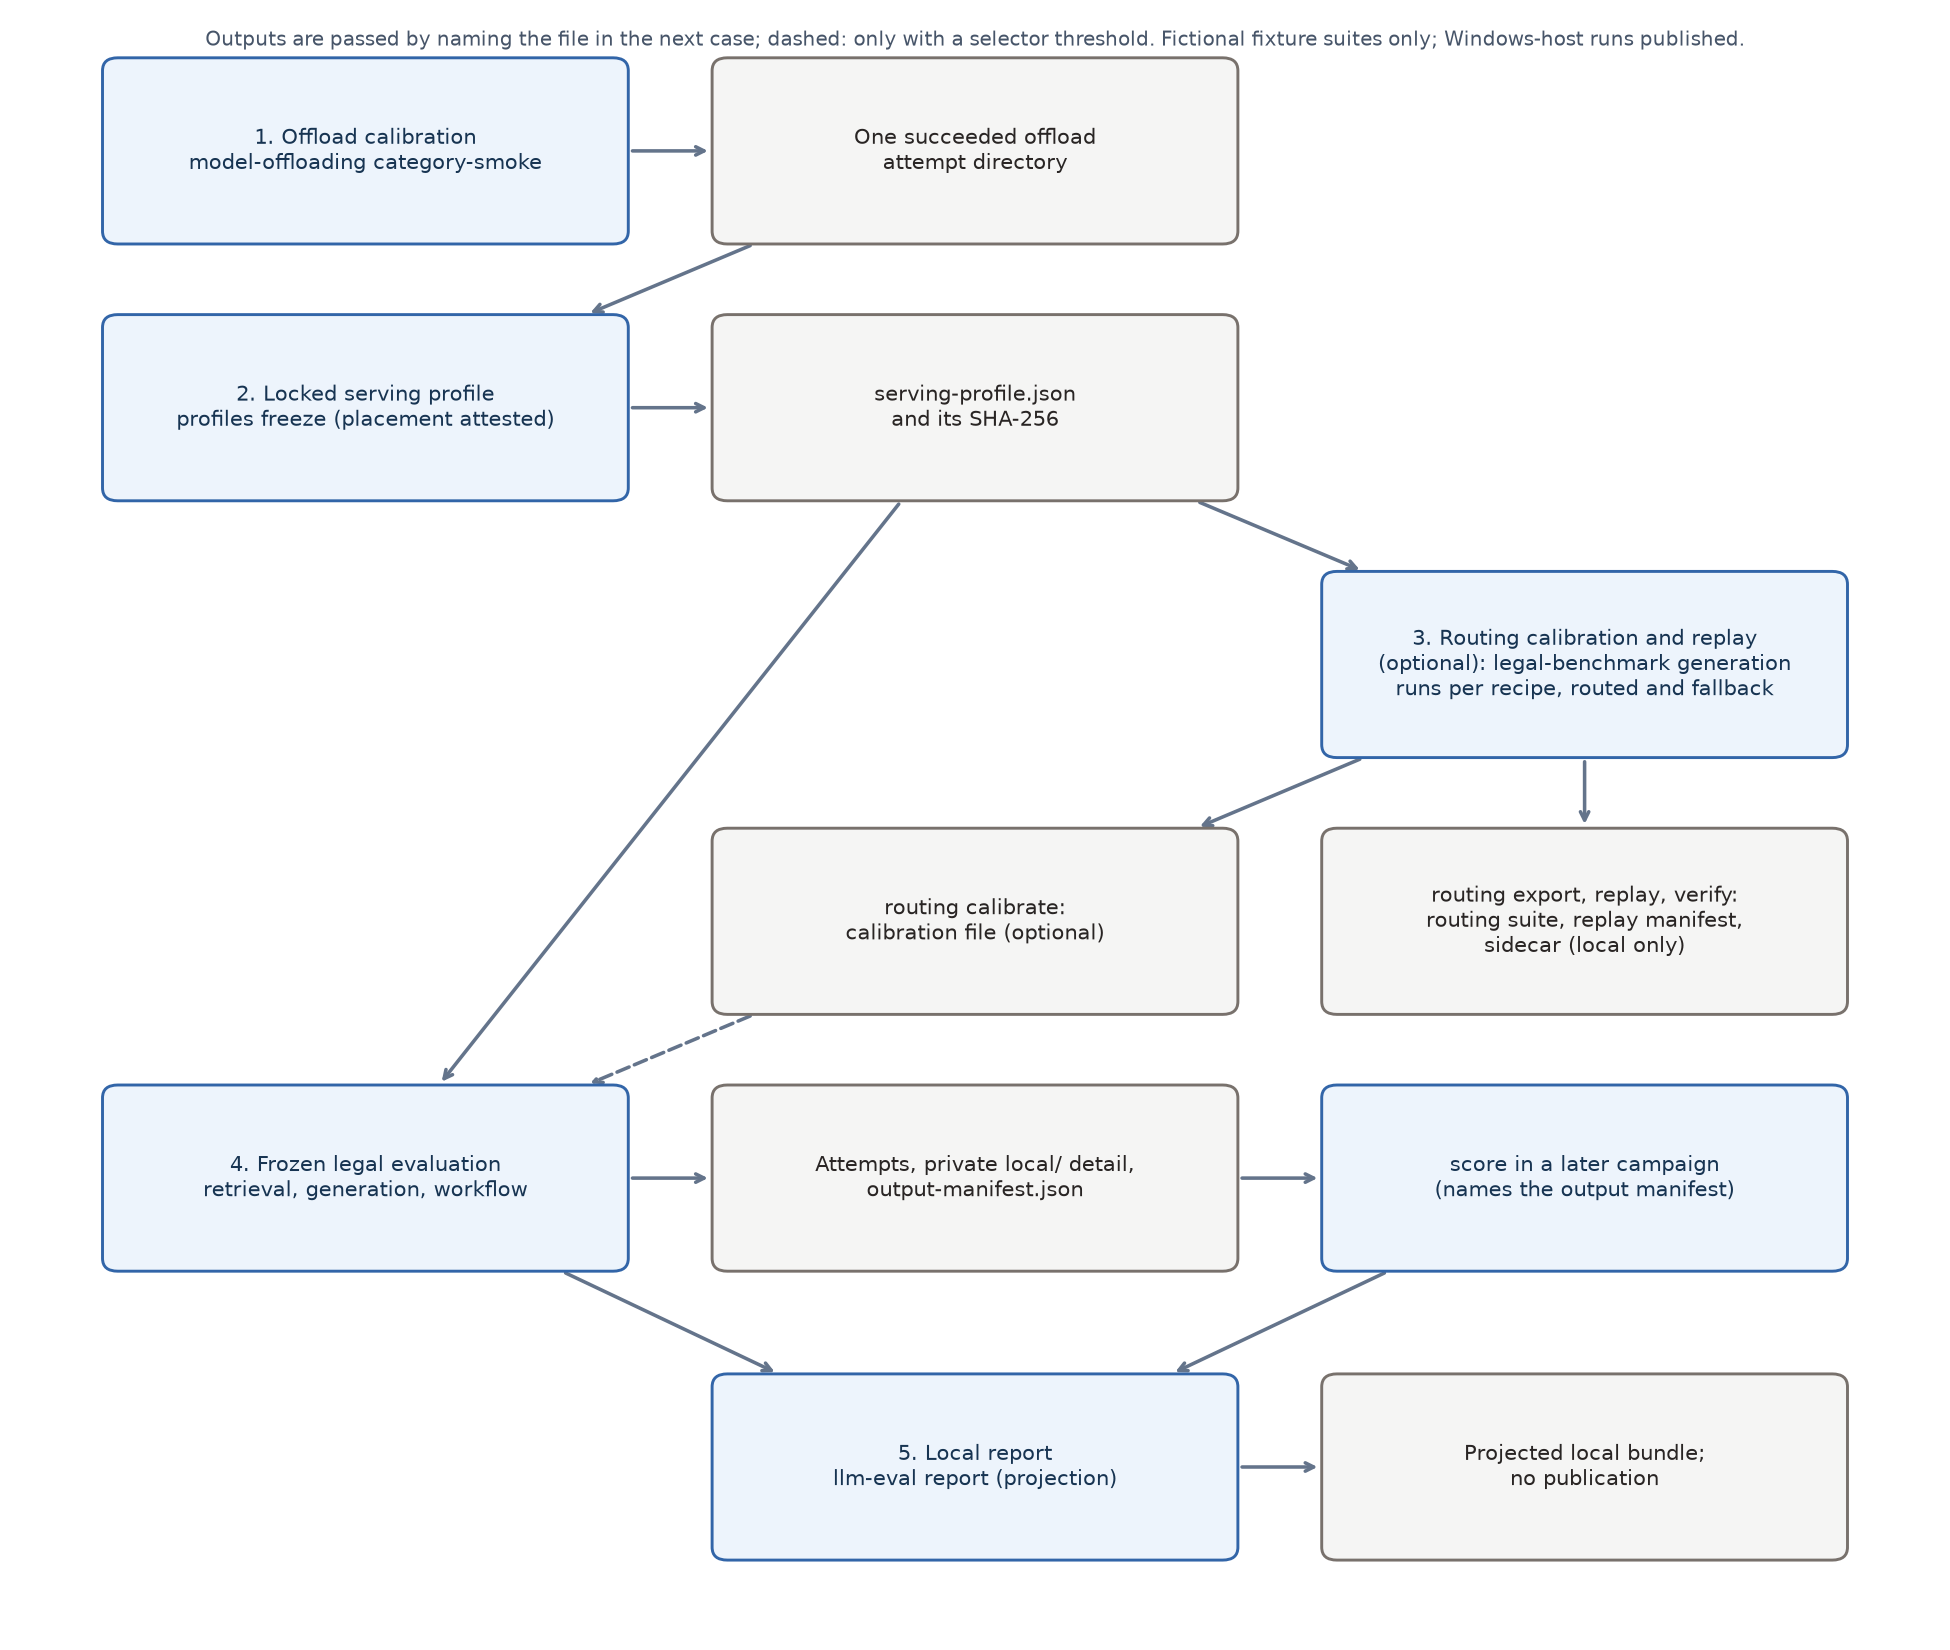 Outputs are passed by naming the file in the next case; dashed: only with a selector threshold. Fictional fixture suites only; Windows-host runs published.
1. Offload calibration
model-offloading category-smoke
One succeeded offload
attempt directory
2. Locked serving profile
profiles freeze (placement attested)
serving-profile.json
and its SHA-256
3. Routing calibration and replay
(optional): legal-benchmark generation
runs per recipe, routed and fallback
routing calibrate:
calibration file (optional)
routing export, replay, verify:
routing suite, replay manifest,
sidecar (local only)
4. Frozen legal evaluation
retrieval, generation, workflow
Attempts, private local/ detail,
output-manifest.json
score in a later campaign
(names the output manifest)
5. Local report
llm-eval report (projection)
Projected local bundle;
no publication